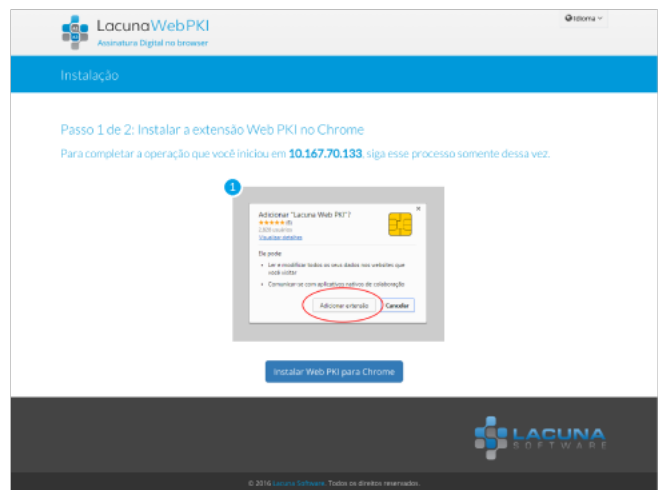 LacunaWebPKI
Assinatura Digital no browser
Idioma
Instalação
Passo 1 de 2: Instalar a extensão Web PKI no Chrome
Para completar a operação que você iniciou em 10.167.70.133, siga esse processo somente dessa vez.
1
Adicionar "Lacuna Web PKI"?
Visualizar detalhes
Ele pode:
• Ler e modificar todos os seus dados nos websites que
você visitar
• Comunicar-se com aplicativos nativos de colaboração
Adicionar extensão Cancelar
Instalar Web PKI para Chrome
LACUNA
SOFTWARE
© 2016 Lacuna Software. Todos os direitos reservados.